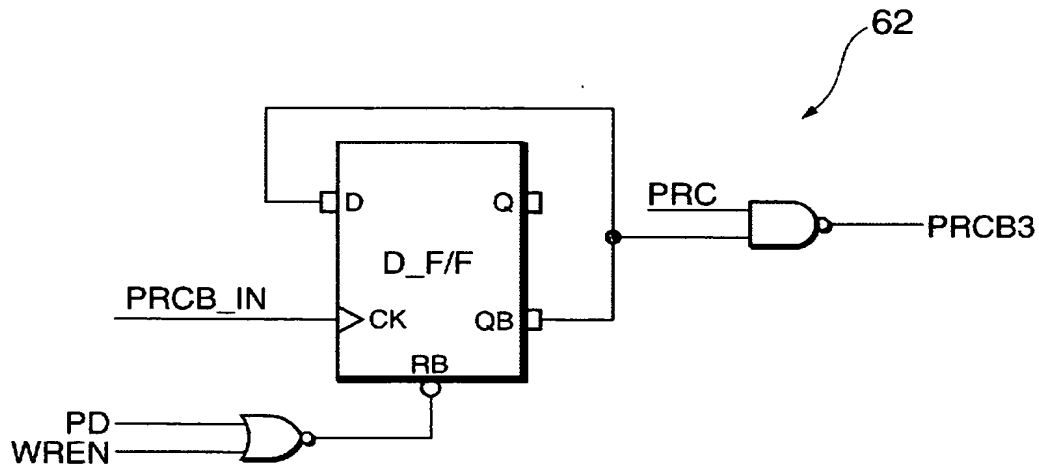 62
D
Q
PRC
PRCB3
D_F/F
PRCB_IN
CK
QB
RB
PD
WREN